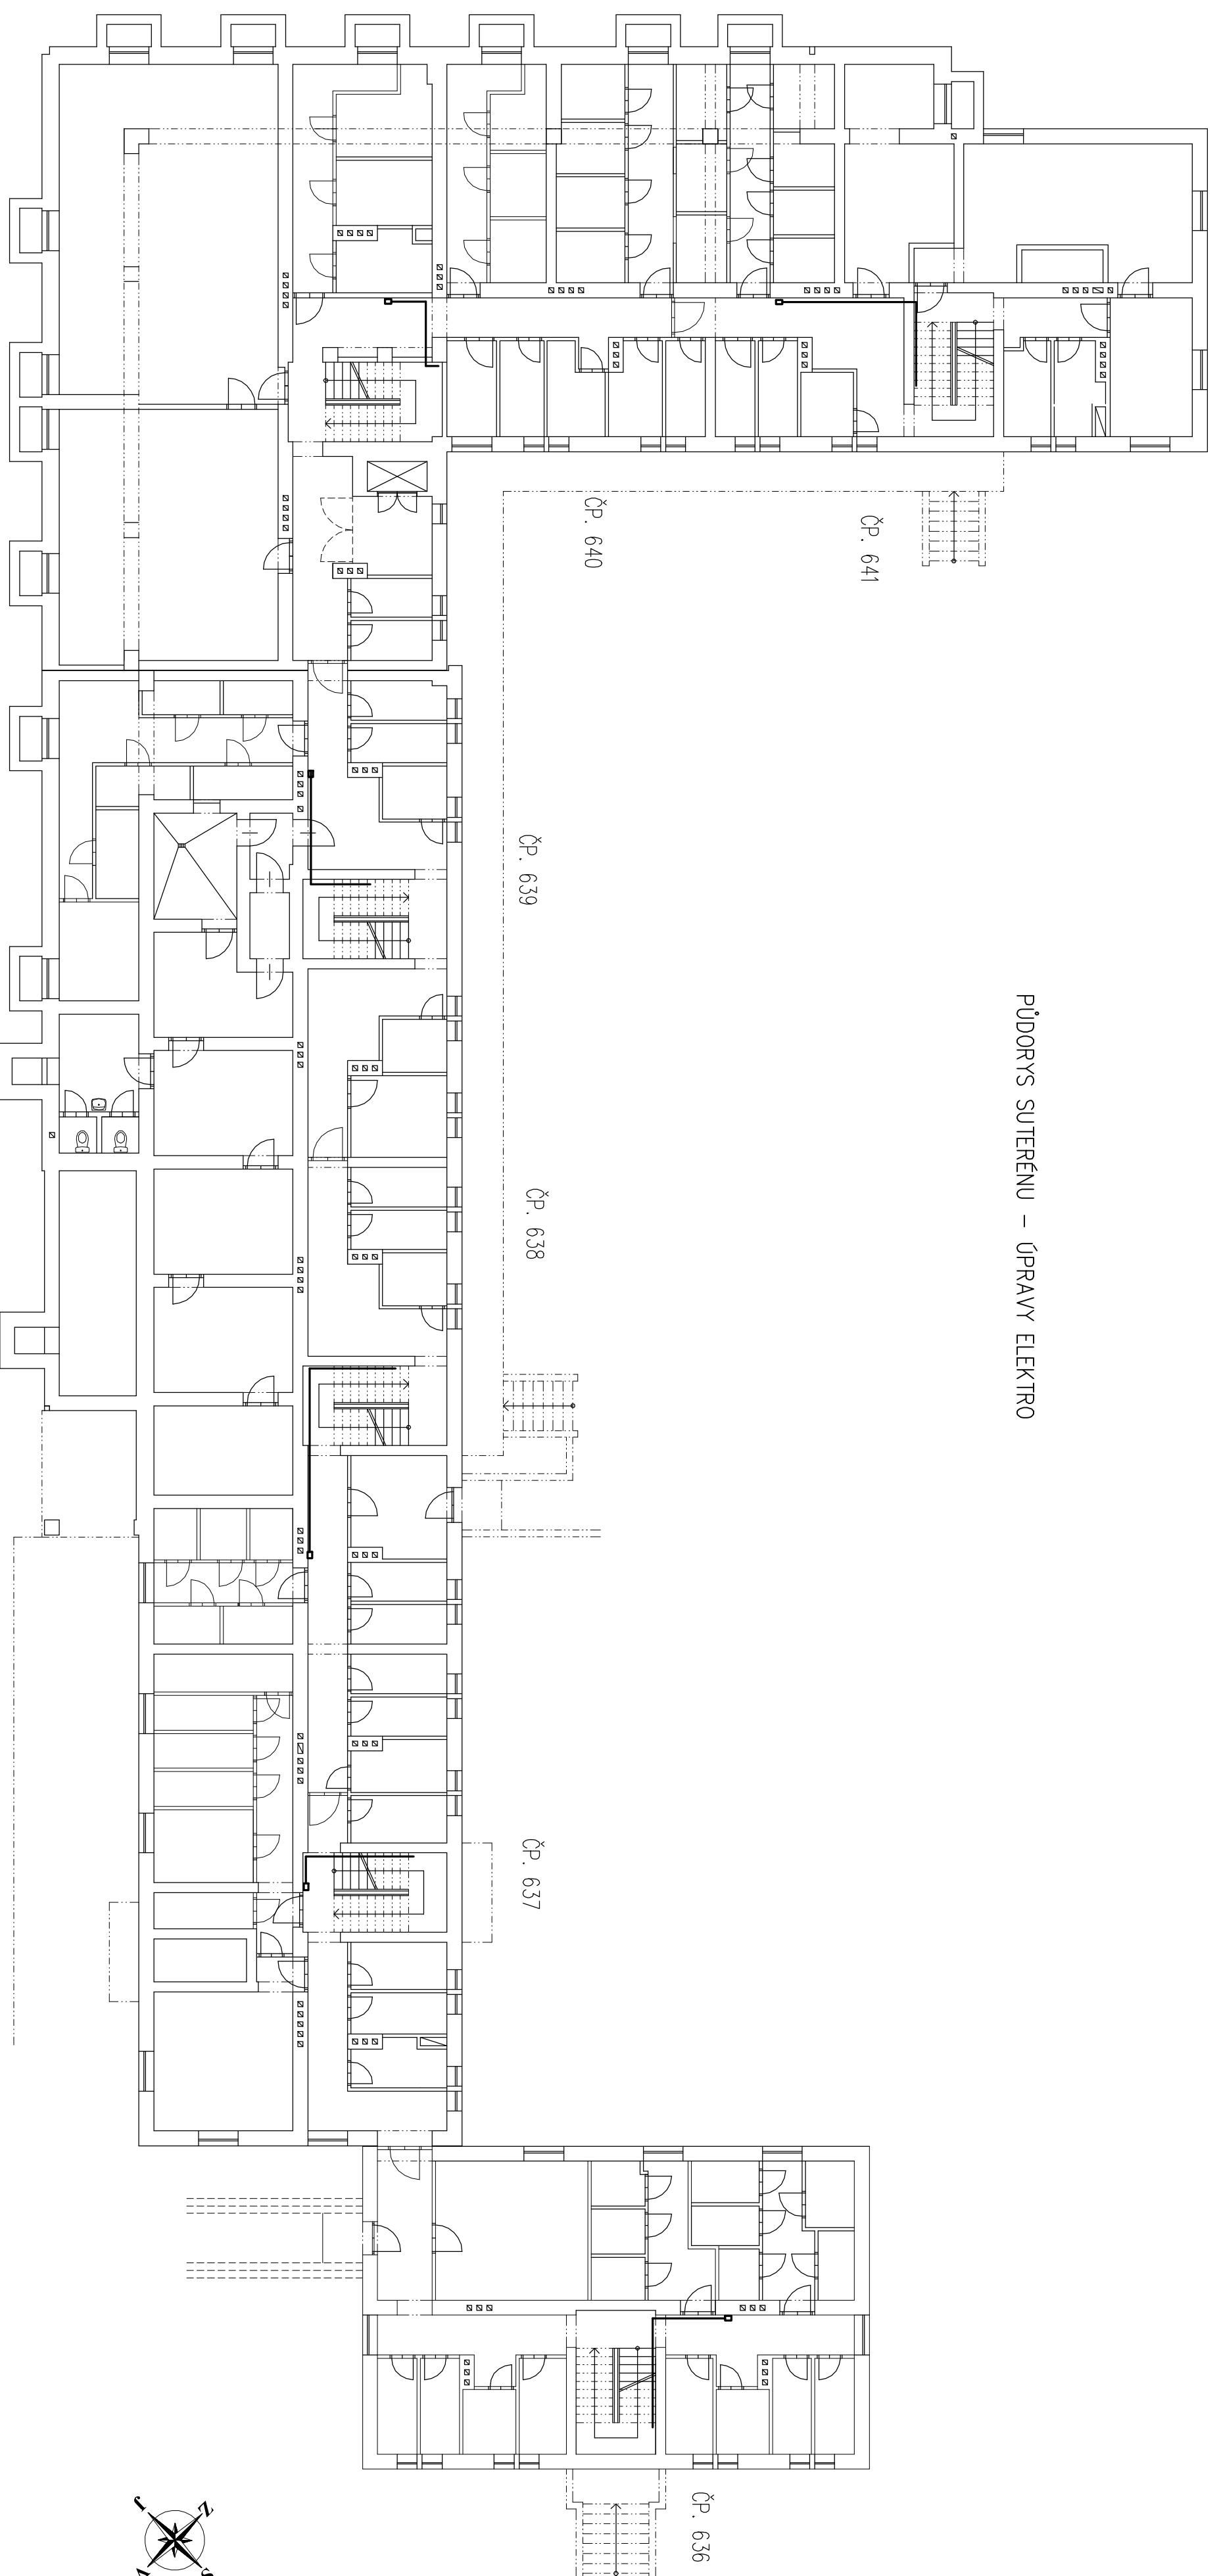 PŮDORYS SUTERÉNU – ÚPRAVY ELEKTRO
ČP. 641
ČP. 640
ČP. 639
ČP. 638
ČP. 637
ČP. 636
J
Z
V
S